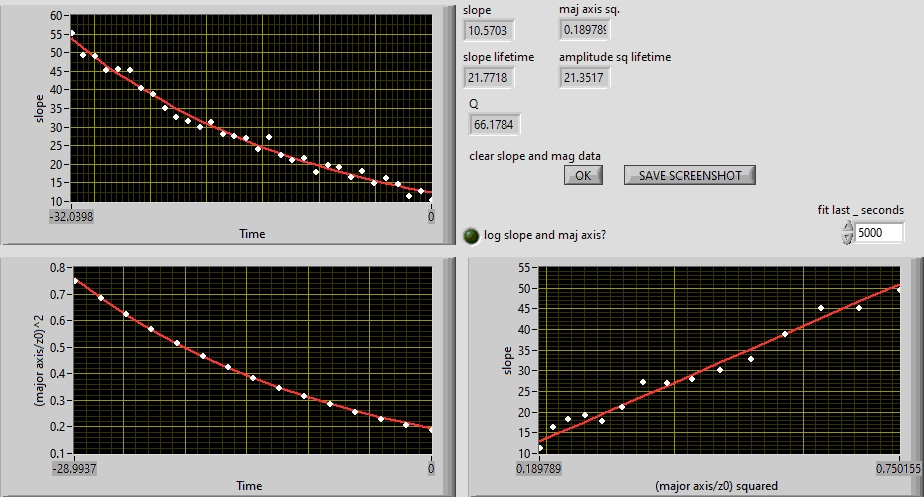 slope
maj axis sq.
10.5703
0.189789
slope lifetime
amplitude sq lifetime
21.7718
21.3517
Q
66.1784
clear slope and mag data
OK
SAVE SCREENSHOT
fit last _ seconds
5000
log slope and maj axis?
slope
60
55
50
45
40
35
30
25
20
15
10
-32.0398
0
Time
(major axis/z0)^2
0.8
0.7
0.6
0.5
0.4
0.3
0.2
0.1
-28.9937
0
Time
slope
55
50
45
40
35
30
25
20
15
10
0.189789
0.750155
(major axis/z0) squared